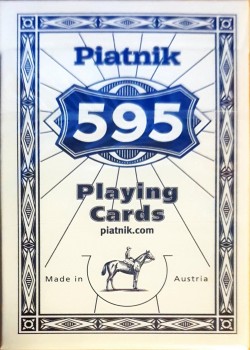 Piatnik
595
Playing
Cards
piatnik.com
Made in Austria